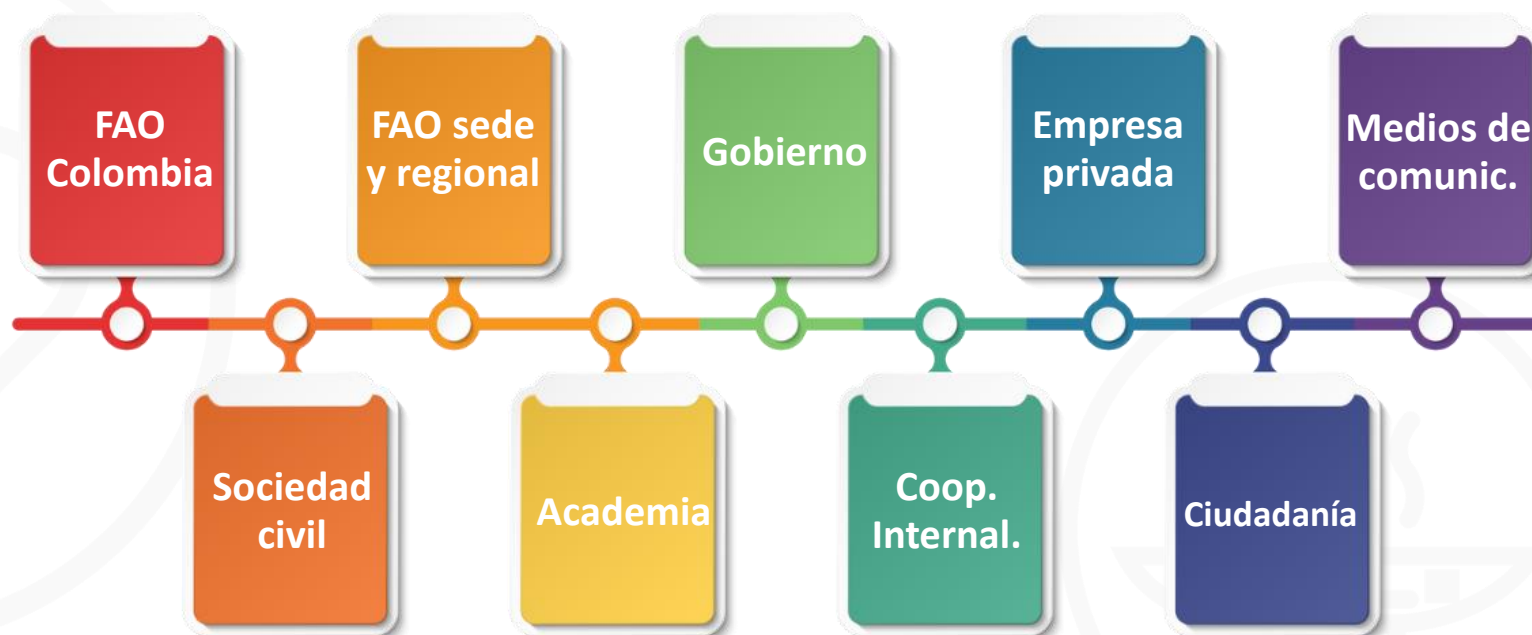 FAO
Colombia
FAO sede
y regional
Gobierno
Empresa
privada
Medios de
comunic.
Sociedad
civil
Academia
Coop.
Internal.
Ciudadanía